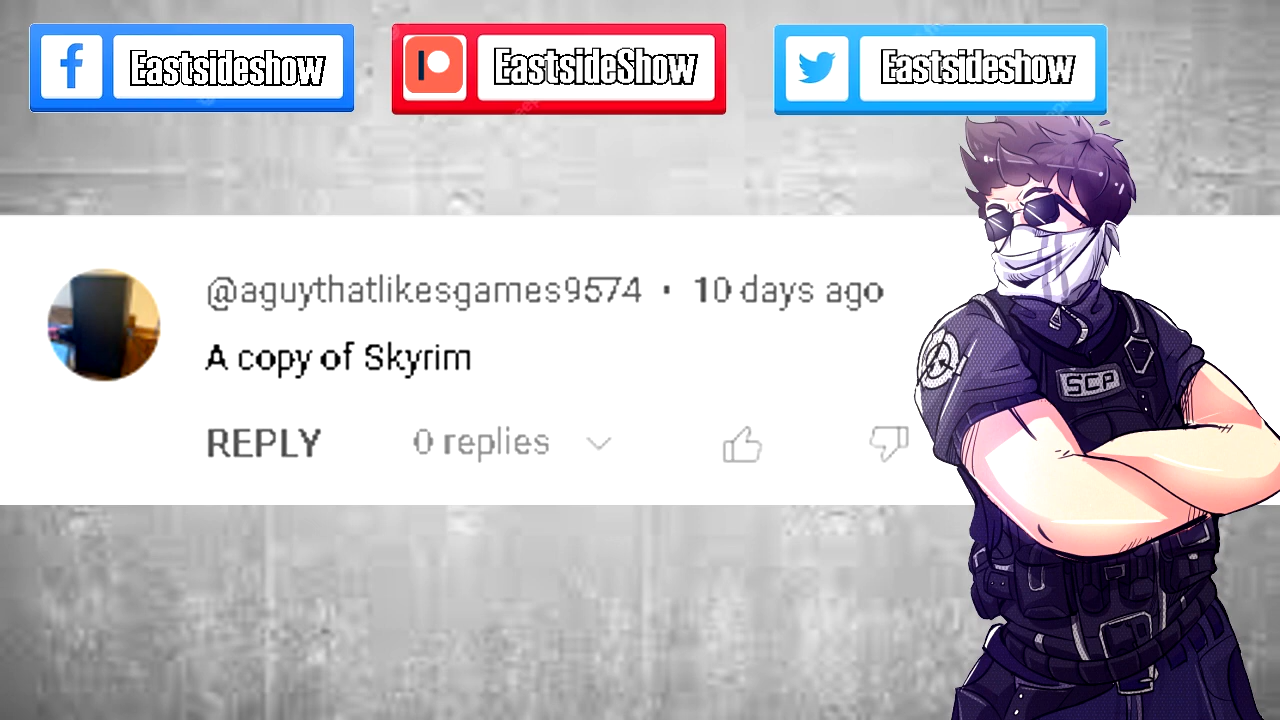 Eastsideshow
EastsideShow
Eastsideshow
@aguythatlikesgames9574 · 10 days ago
A copy of Skyrim
REPLY 0 replies
SCP